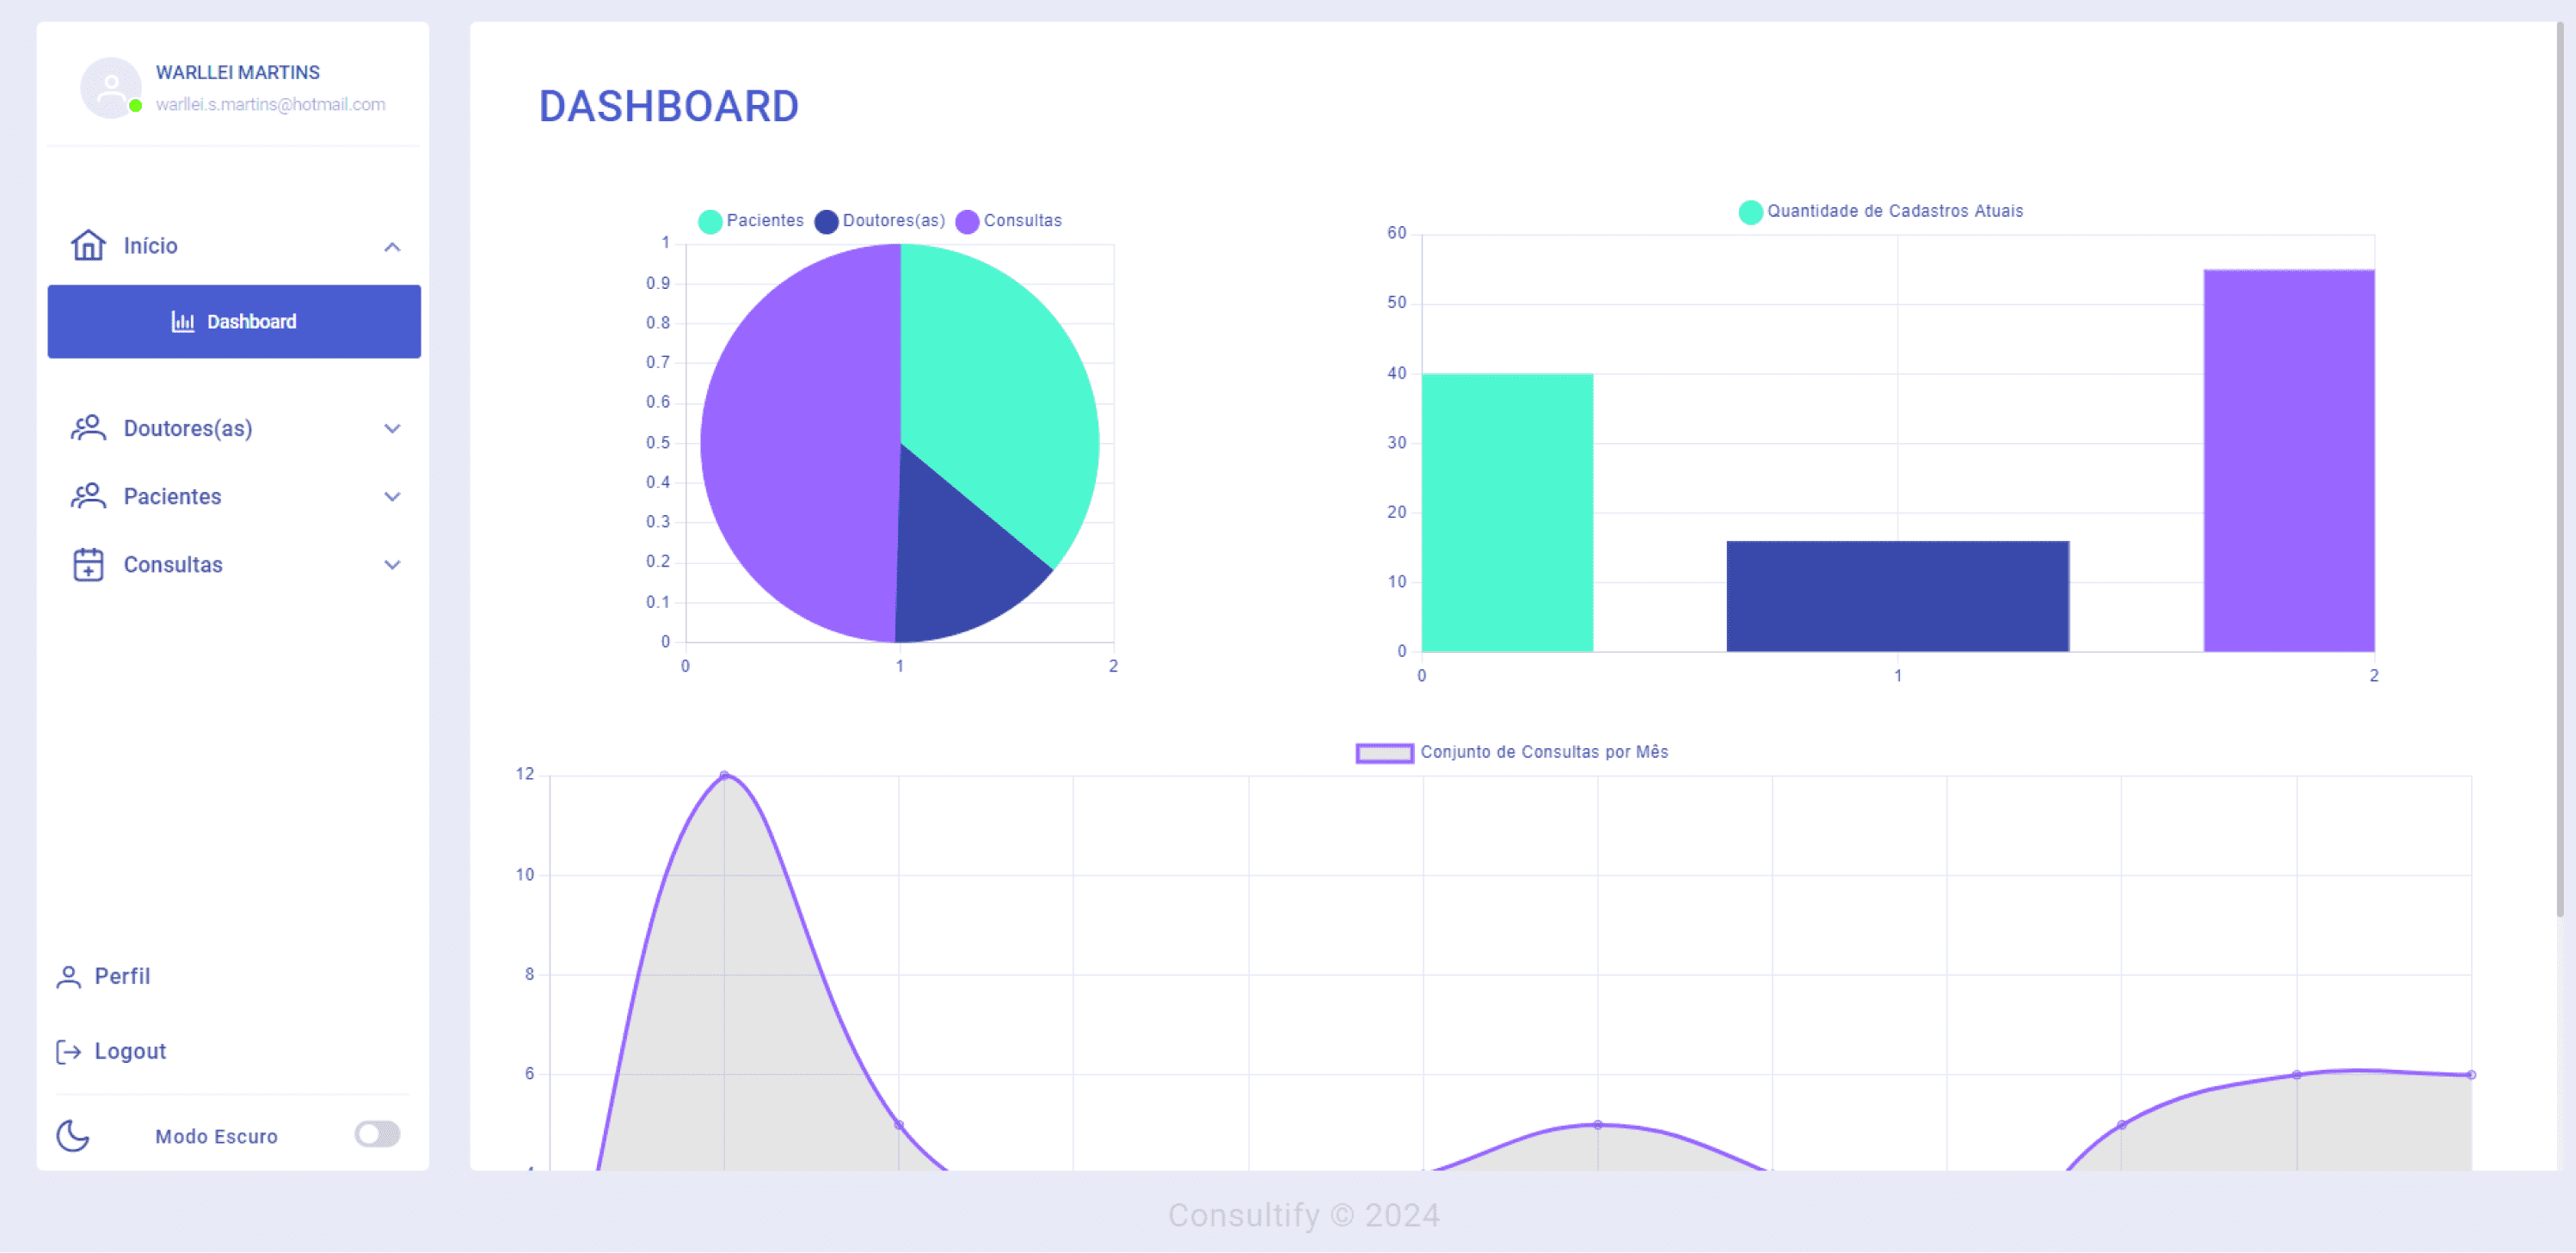 WARLLEI MARTINS
warllei.s.martins@hotmail.com
Início
Dashboard
Doutores(as)
Pacientes
Consultas
Perfil
Logout
Modo Escuro
DASHBOARD
Pacientes Doutores(as) Consultas
1
0.9
0.8
0.7
0.6
0.5
0.4
0.3
0.2
0.1
0
0 1 2
Quantidade de Cadastros Atuais
60
50
40
30
20
10
0
0 1 2
Conjunto de Consultas por Mês
12
10
8
6
Consultify © 2024